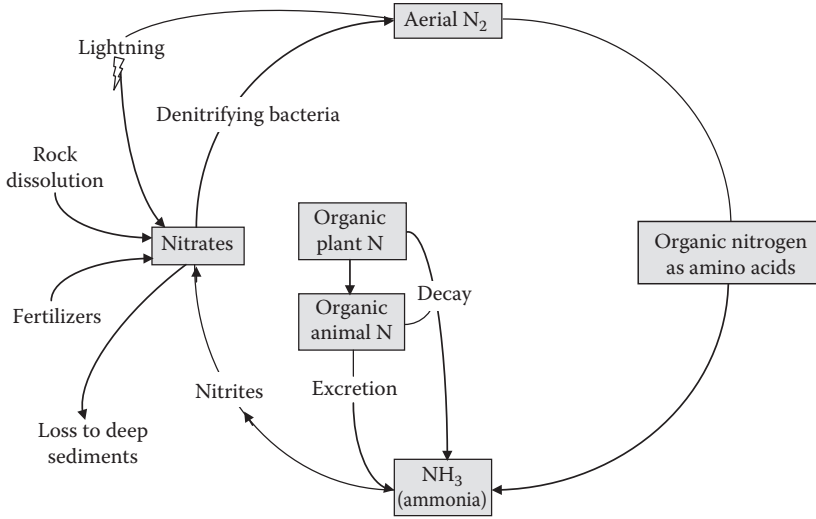 Aerial N₂
Lightning
Denitrifying bacteria
Rock
dissolution
Nitrates
Organic
plant N
Organic nitrogen
as amino acids
Fertilizers
Decay
Organic
animal N
Nitrites
Excretion
Loss to deep
sediments
NH₃
(ammonia)